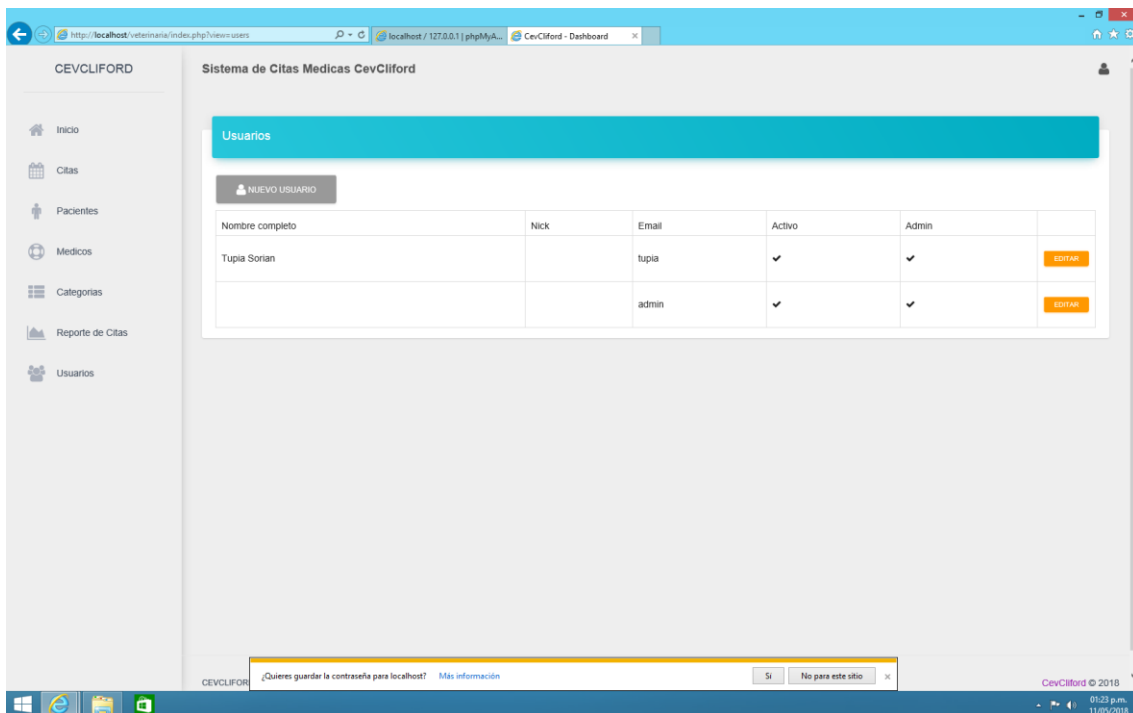 http://localhost/veterinaria/index.php?view=users
localhost / 127.0.0.1 | phpMyA...
CevCliford - Dashboard
CEVCLIFORD
Sistema de Citas Medicas CevCliford
Inicio
Citas
Pacientes
Medicos
Categorias
Reporte de Citas
Usuarios
Usuarios
NUEVO USUARIO
Nombre completo Nick Email Activo Admin
Tupia Sorian tupia EDITAR
admin EDITAR
CEVCLIFOR
¿Quieres guardar la contraseña para localhost? Más información Sí No para este sitio
CevCliford © 2018
01:23 p.m.
11/05/2018